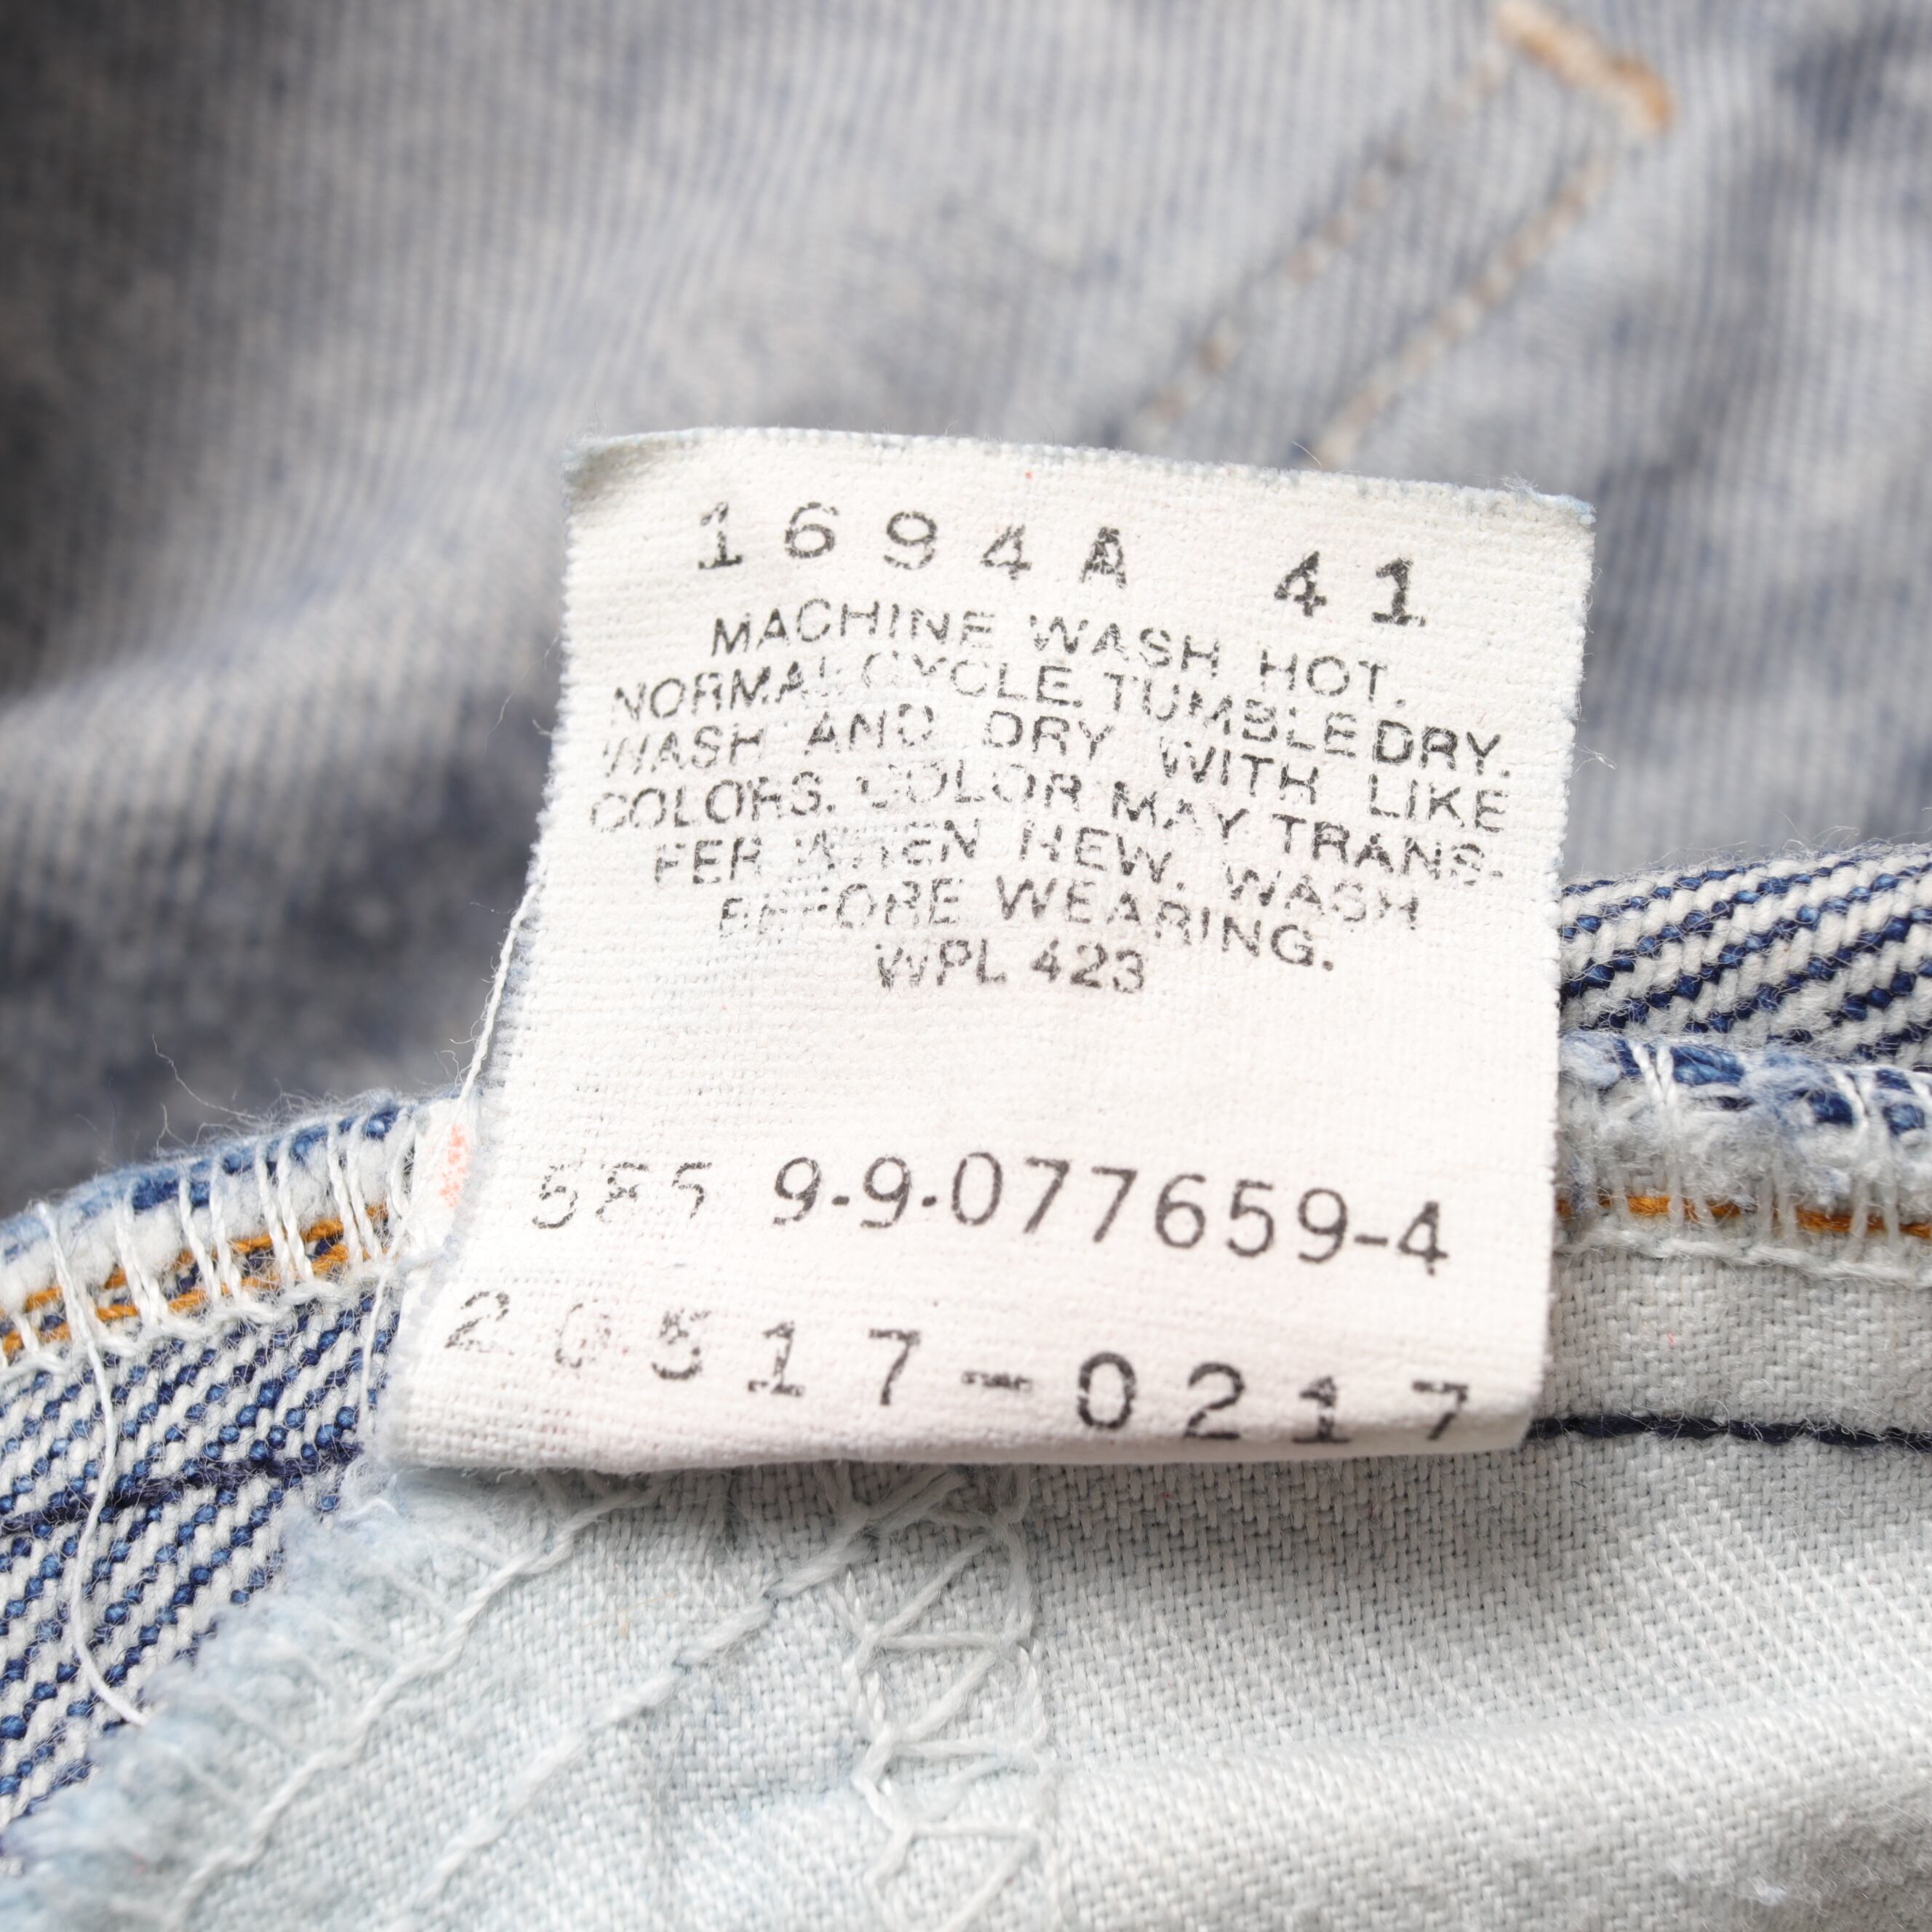 1694A 41
MACHINE WASH HOT.
NORMAL CYCLE. TUMBLE DRY.
WASH AND DRY WITH LIKE
COLORS. COLOR MAY TRANS-
FER WHEN NEW. WASH
BEFORE WEARING.
WPL 423
585 9-9-077659-4
20517-0217